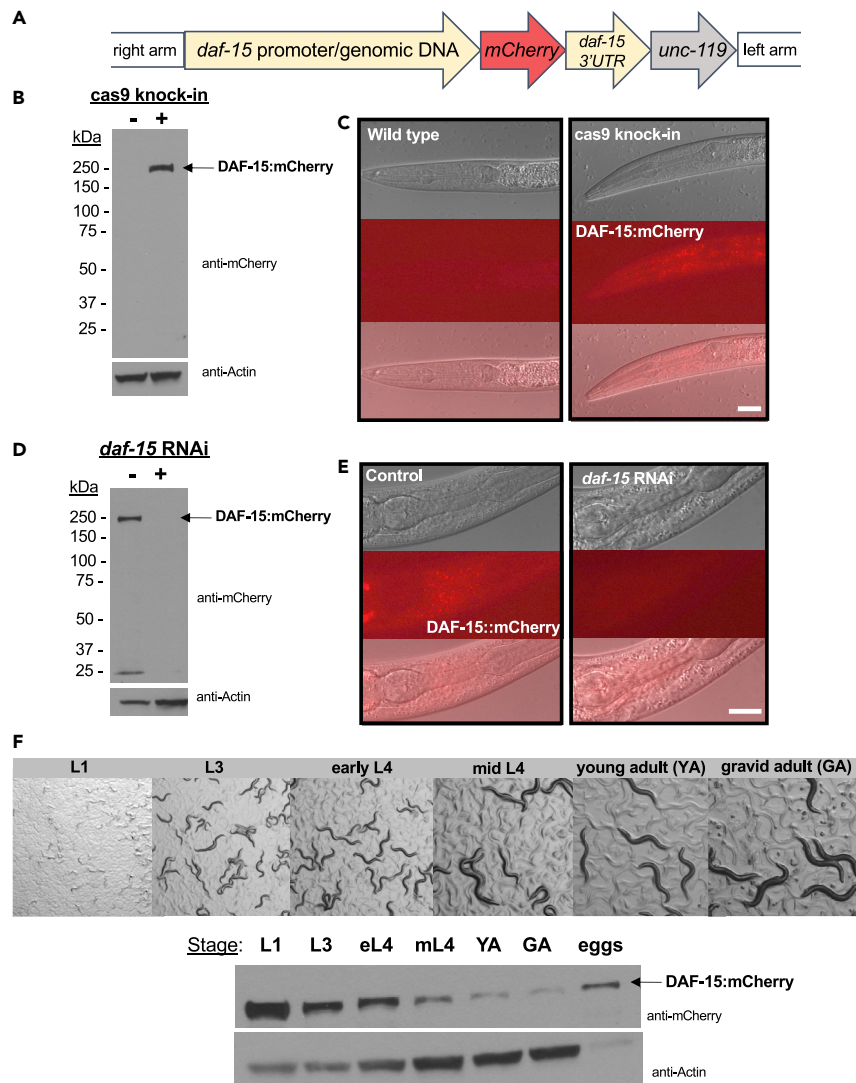 A
right arm
daf-15 promoter/genomic DNA
mCherry
daf-15
3'UTR
unc-119
left arm
B
cas9 knock-in
- +
kDa
250 -
150 -
100 -
75 -
50 -
37 -
25 -
DAF-15:mCherry
anti-mCherry
anti-Actin
C
Wild type
cas9 knock-in
DAF-15:mCherry
D
daf-15 RNAi
- +
kDa
250 -
150 -
100 -
75 -
50 -
37 -
25 -
DAF-15:mCherry
anti-mCherry
anti-Actin
E
Control
daf-15 RNAi
DAF-15::mCherry
F
L1 L3 early L4 mid L4 young adult (YA) gravid adult (GA)
Stage: L1 L3 eL4 mL4 YA GA eggs
DAF-15:mCherry
anti-mCherry
anti-Actin